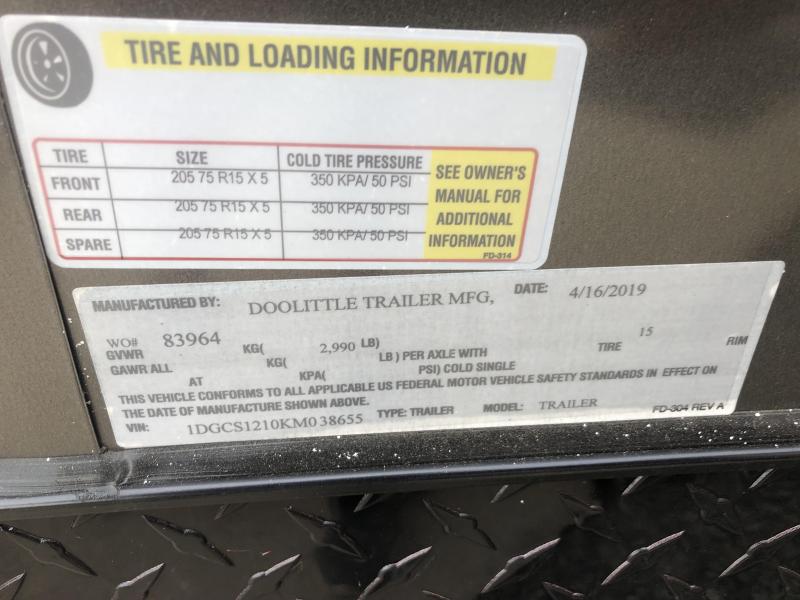 TIRE AND LOADING INFORMATION
TIRE SIZE COLD TIRE PRESSURE
FRONT 205 75 R15 X 5 350 KPA/ 50 PSI
REAR 205 75 R15 X 5 350 KPA/ 50 PSI
SPARE 205 75 R15 X 5 350 KPA/ 50 PSI
SEE OWNER'S
MANUAL FOR
ADDITIONAL
INFORMATION
FD-314
MANUFACTURED BY: DOOLITTLE TRAILER MFG, DATE: 4/16/2019
WO# 83964
GVWR KG( 2,990 LB) 15
GAWR ALL KG( LB ) PER AXLE WITH TIRE RIM
AT KPA( PSI) COLD SINGLE
THIS VEHICLE CONFORMS TO ALL APPLICABLE US FEDERAL MOTOR VEHICLE SAFETY STANDARDS IN EFFECT ON
THE DATE OF MANUFACTURE SHOWN ABOVE.
VIN: 1DGCS1210KM038655 TYPE: TRAILER MODEL: TRAILER FD-304 REV A